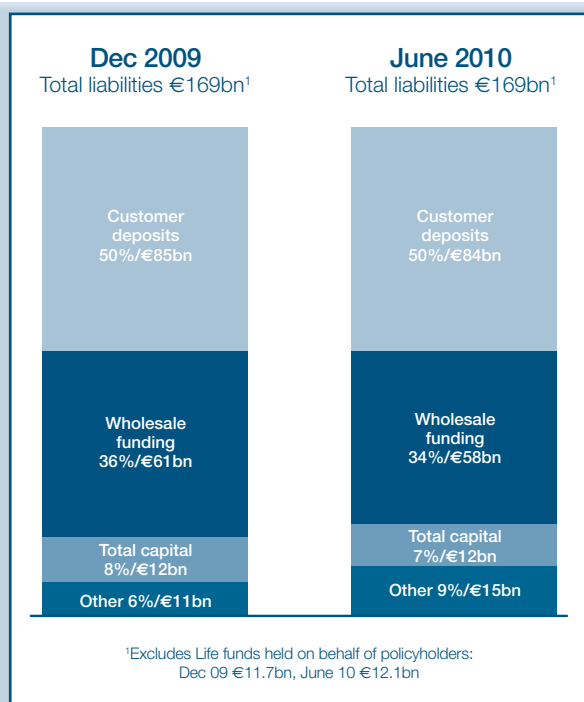 Dec 2009
Total liabilities €169bn¹
Customer
deposits
50%/€85bn
Wholesale
funding
36%/€61bn
Total capital
8%/€12bn
Other 6%/€11bn
June 2010
Total liabilities €169bn¹
Customer
deposits
50%/€84bn
Wholesale
funding
34%/€58bn
Total capital
7%/€12bn
Other 9%/€15bn
¹Excludes Life funds held on behalf of policyholders:
Dec 09 €11.7bn, June 10 €12.1bn